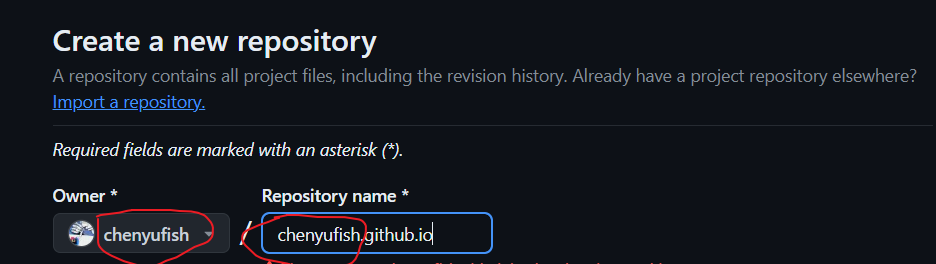 Create a new repository
A repository contains all project files, including the revision history. Already have a project repository elsewhere?
Import a repository.
Required fields are marked with an asterisk (*).
Owner * Repository name *
chenyufish / chenyufish.github.io